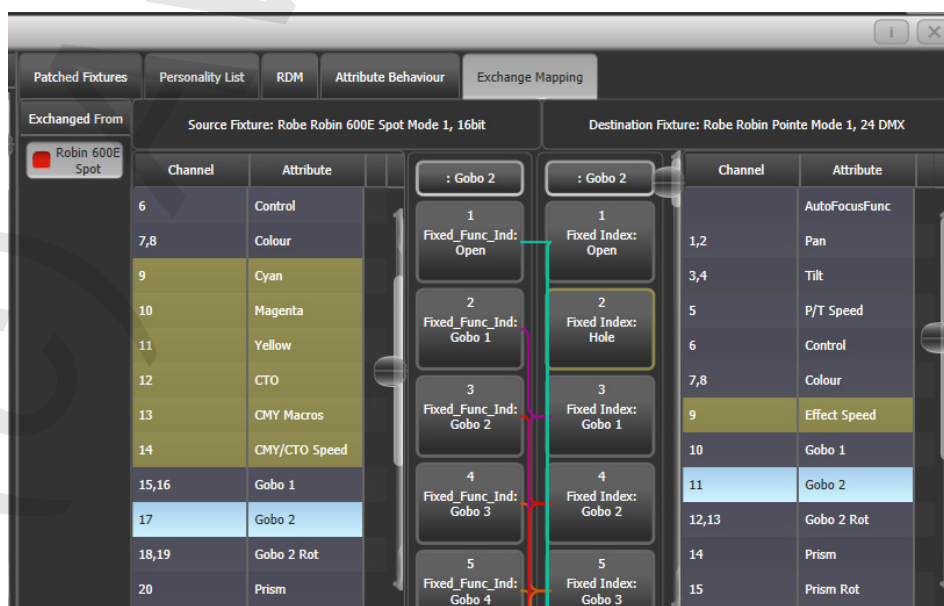 i
X
Patched Fixtures
Personality List
RDM
Attribute Behaviour
Exchange Mapping
Exchanged From
Source Fixture: Robe Robin 600E Spot Mode 1, 16bit
Destination Fixture: Robe Robin Pointe Mode 1, 24 DMX
Robin 600E
Spot
Channel Attribute
6 Control
7,8 Colour
9 Cyan
10 Magenta
11 Yellow
12 CTO
13 CMY Macros
14 CMY/CTO Speed
15,16 Gobo 1
17 Gobo 2
18,19 Gobo 2 Rot
20 Prism
: Gobo 2
1
Fixed_Func_Ind:
Open
2
Fixed_Func_Ind:
Gobo 1
3
Fixed_Func_Ind:
Gobo 2
4
Fixed_Func_Ind:
Gobo 3
5
Fixed_Func_Ind:
Gobo 4
: Gobo 2
1
Fixed Index:
Open
2
Fixed Index:
Hole
3
Fixed Index:
Gobo 1
4
Fixed Index:
Gobo 2
5
Fixed Index:
Gobo 3
Channel Attribute
AutoFocusFunc
1,2 Pan
3,4 Tilt
5 P/T Speed
6 Control
7,8 Colour
9 Effect Speed
10 Gobo 1
11 Gobo 2
12,13 Gobo 2 Rot
14 Prism
15 Prism Rot